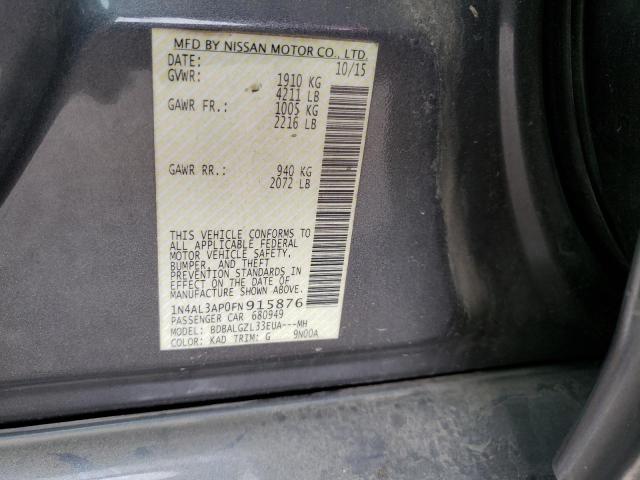 MFD BY NISSAN MOTOR CO., LTD.
DATE: 10/15
GVWR: 1910 KG
4211 LB
GAWR FR.: 1005 KG
2216 LB
GAWR RR.: 940 KG
2072 LB
THIS VEHICLE CONFORMS TO
ALL APPLICABLE FEDERAL
MOTOR VEHICLE SAFETY,
BUMPER, AND THEFT
PREVENTION STANDARDS
IN EFFECT ON THE DATE OF
MANUFACTURE SHOWN ABOVE.
1N4AL3AP0FN915876
PASSENGER CAR 680949
MODEL: BDBALGZL33EUA---MH
COLOR: KAD TRIM: G 9N00A